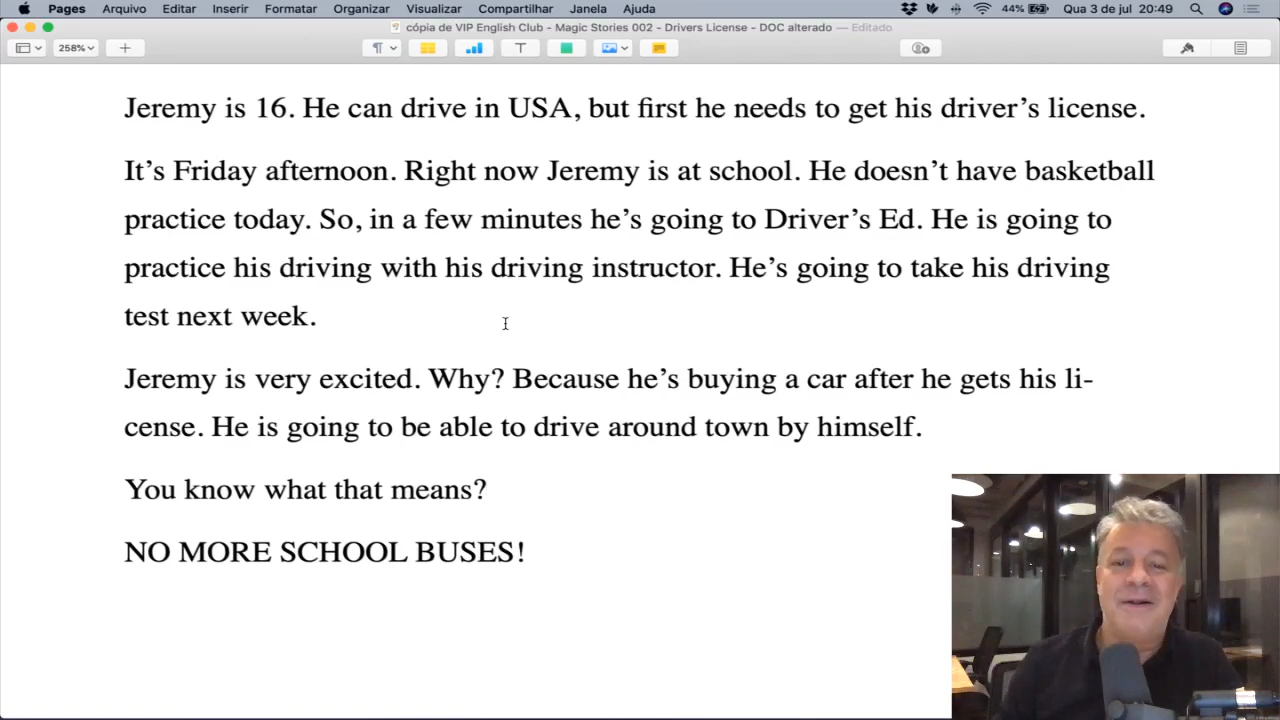 Pages Arquivo Editar Inserir Formatar Organizar Visualizar Compartilhar Janela Ajuda 44% Qua 3 de jul 20:49
cópia de VIP English Club - Magic Stories 002 - Drivers License - DOC alterado — Editado
258%
Jeremy is 16. He can drive in USA, but first he needs to get his driver’s license.
It’s Friday afternoon. Right now Jeremy is at school. He doesn’t have basketball
practice today. So, in a few minutes he’s going to Driver’s Ed. He is going to
practice his driving with his driving instructor. He’s going to take his driving
test next week.
Jeremy is very excited. Why? Because he’s buying a car after he gets his li-
cense. He is going to be able to drive around town by himself.
You know what that means?
NO MORE SCHOOL BUSES!